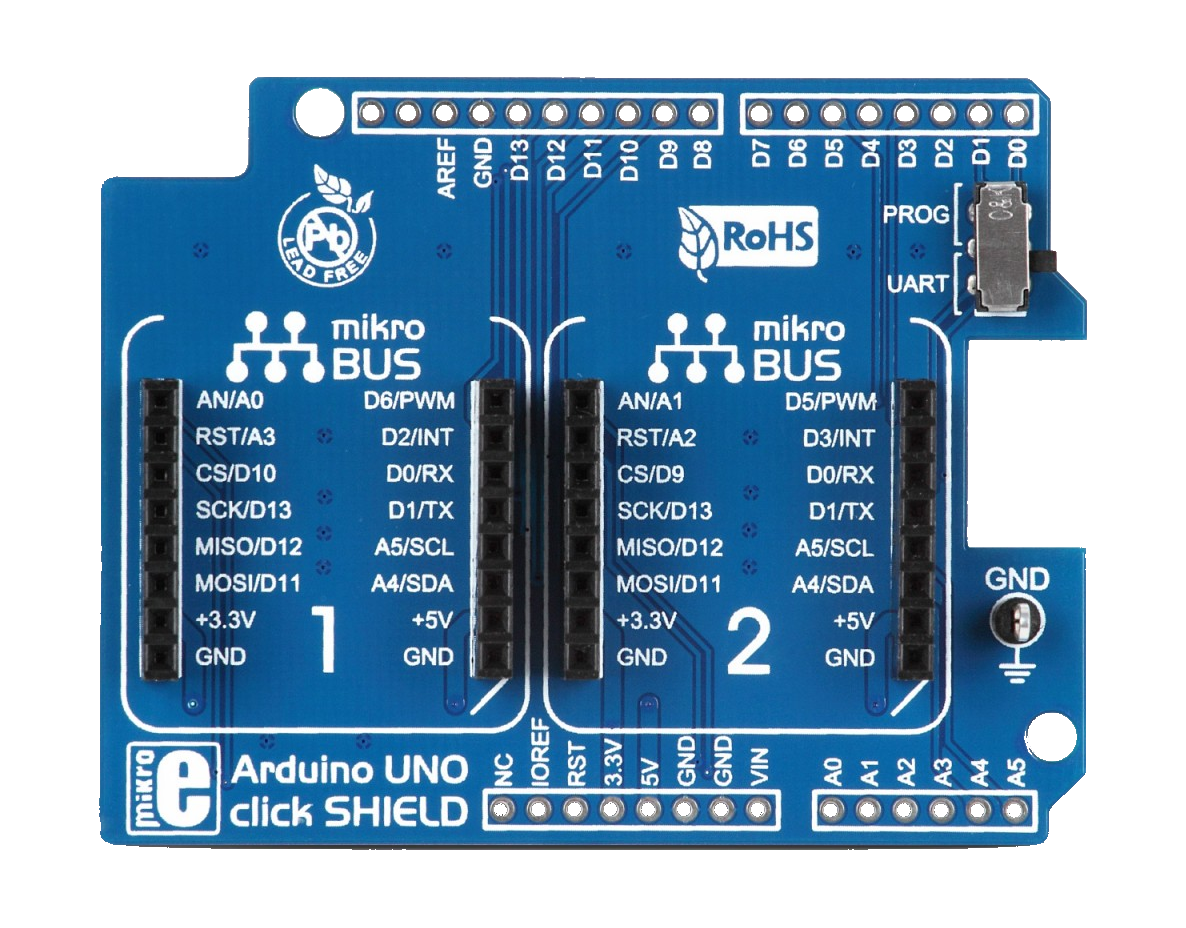 AREF
GND
D13
D12
D11
D10
D9
D8
D7
D6
D5
D4
D3
D2
D1
D0
Pb
LEAD FREE
RoHS
PROG
UART
C&K
mikro
BUS
AN/A0
RST/A3
CS/D10
SCK/D13
MISO/D12
MOSI/D11
+3.3V
GND
D6/PWM
D2/INT
D0/RX
D1/TX
A5/SCL
A4/SDA
+5V
GND
1
mikro
BUS
AN/A1
RST/A2
CS/D9
SCK/D13
MISO/D12
MOSI/D11
+3.3V
GND
D5/PWM
D3/INT
D0/RX
D1/TX
A5/SCL
A4/SDA
+5V
GND
2
GND
mikro
e
Arduino UNO
click SHIELD
NC
IOREF
RST
3.3V
5V
GND
GND
VIN
A0
A1
A2
A3
A4
A5